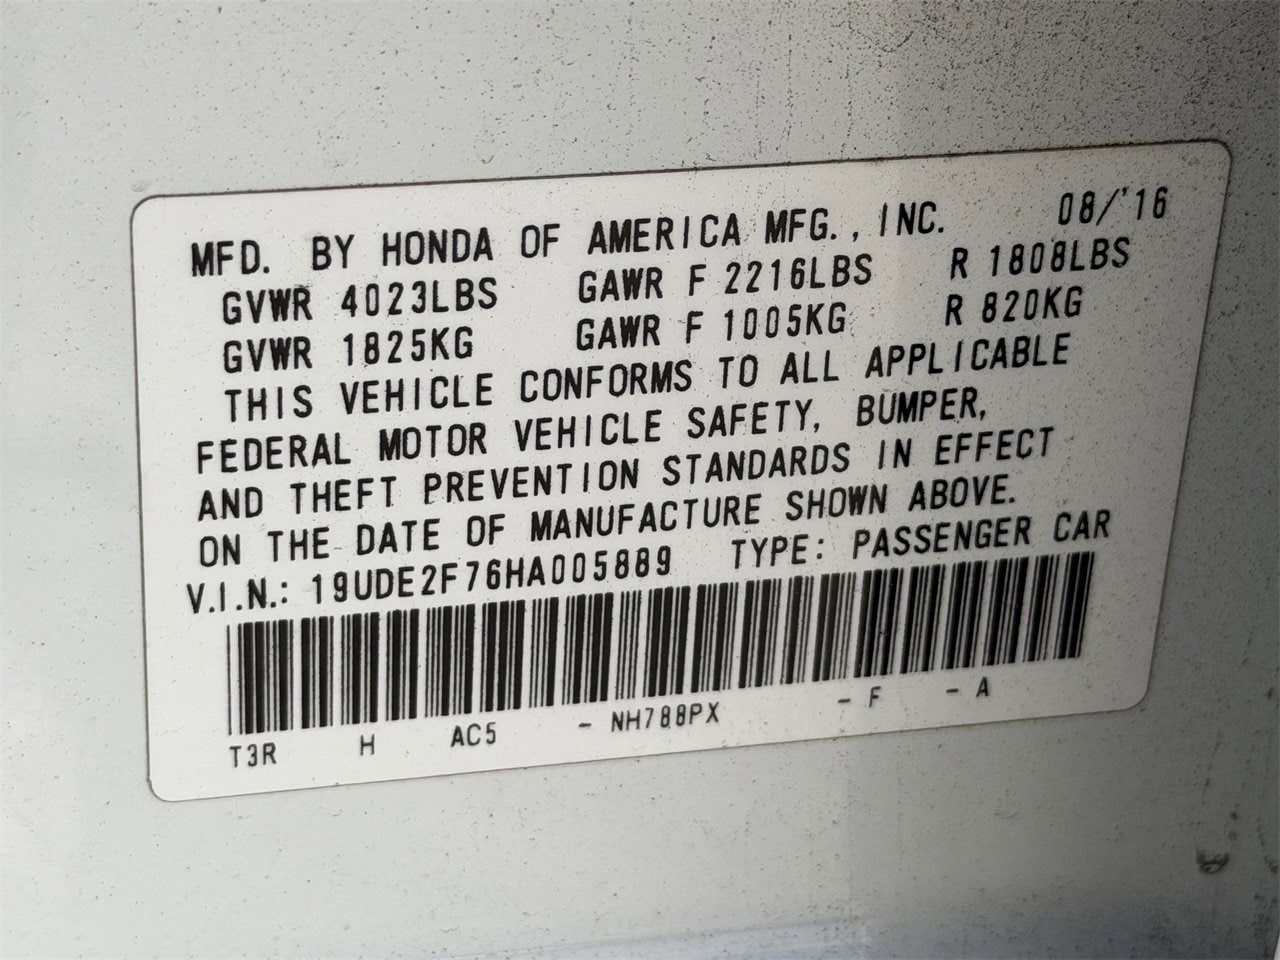 MFD. BY HONDA OF AMERICA MFG., INC. 08/'16
GVWR 4023LBS GAWR F 2216LBS R 1808LBS
GVWR 1825KG GAWR F 1005KG R 820KG
THIS VEHICLE CONFORMS TO ALL APPLICABLE
FEDERAL MOTOR VEHICLE SAFETY, BUMPER,
AND THEFT PREVENTION STANDARDS IN EFFECT
ON THE DATE OF MANUFACTURE SHOWN ABOVE.
V.I.N.: 19UDE2F76HA005889 TYPE: PASSENGER CAR
T3R H AC5 - NH788PX - F - A